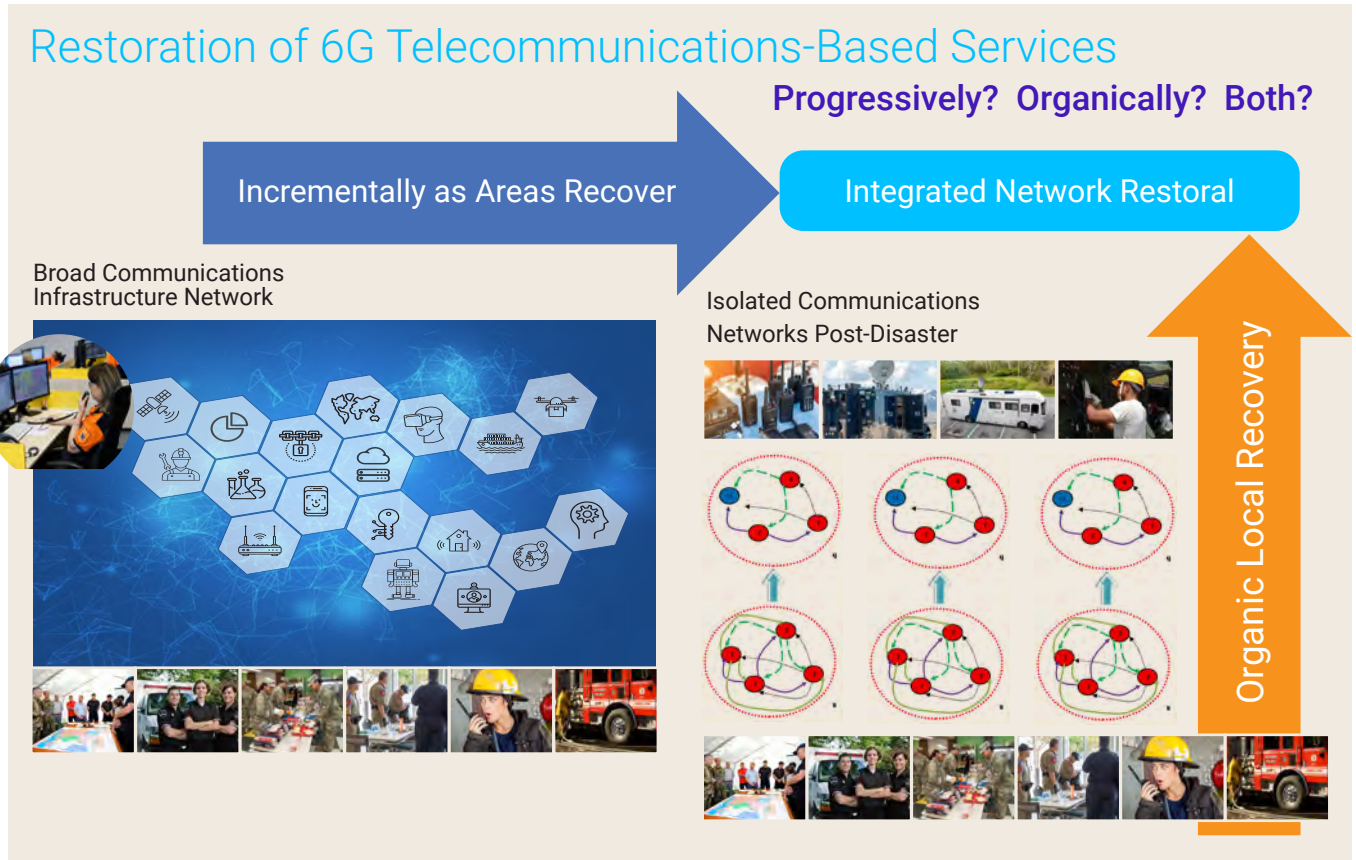 Restoration of 6G Telecommunications-Based Services
Progressively? Organically? Both?
Incrementally as Areas Recover
Integrated Network Restoral
Broad Communications
Infrastructure Network
Isolated Communications
Networks Post-Disaster
Organic Local Recovery